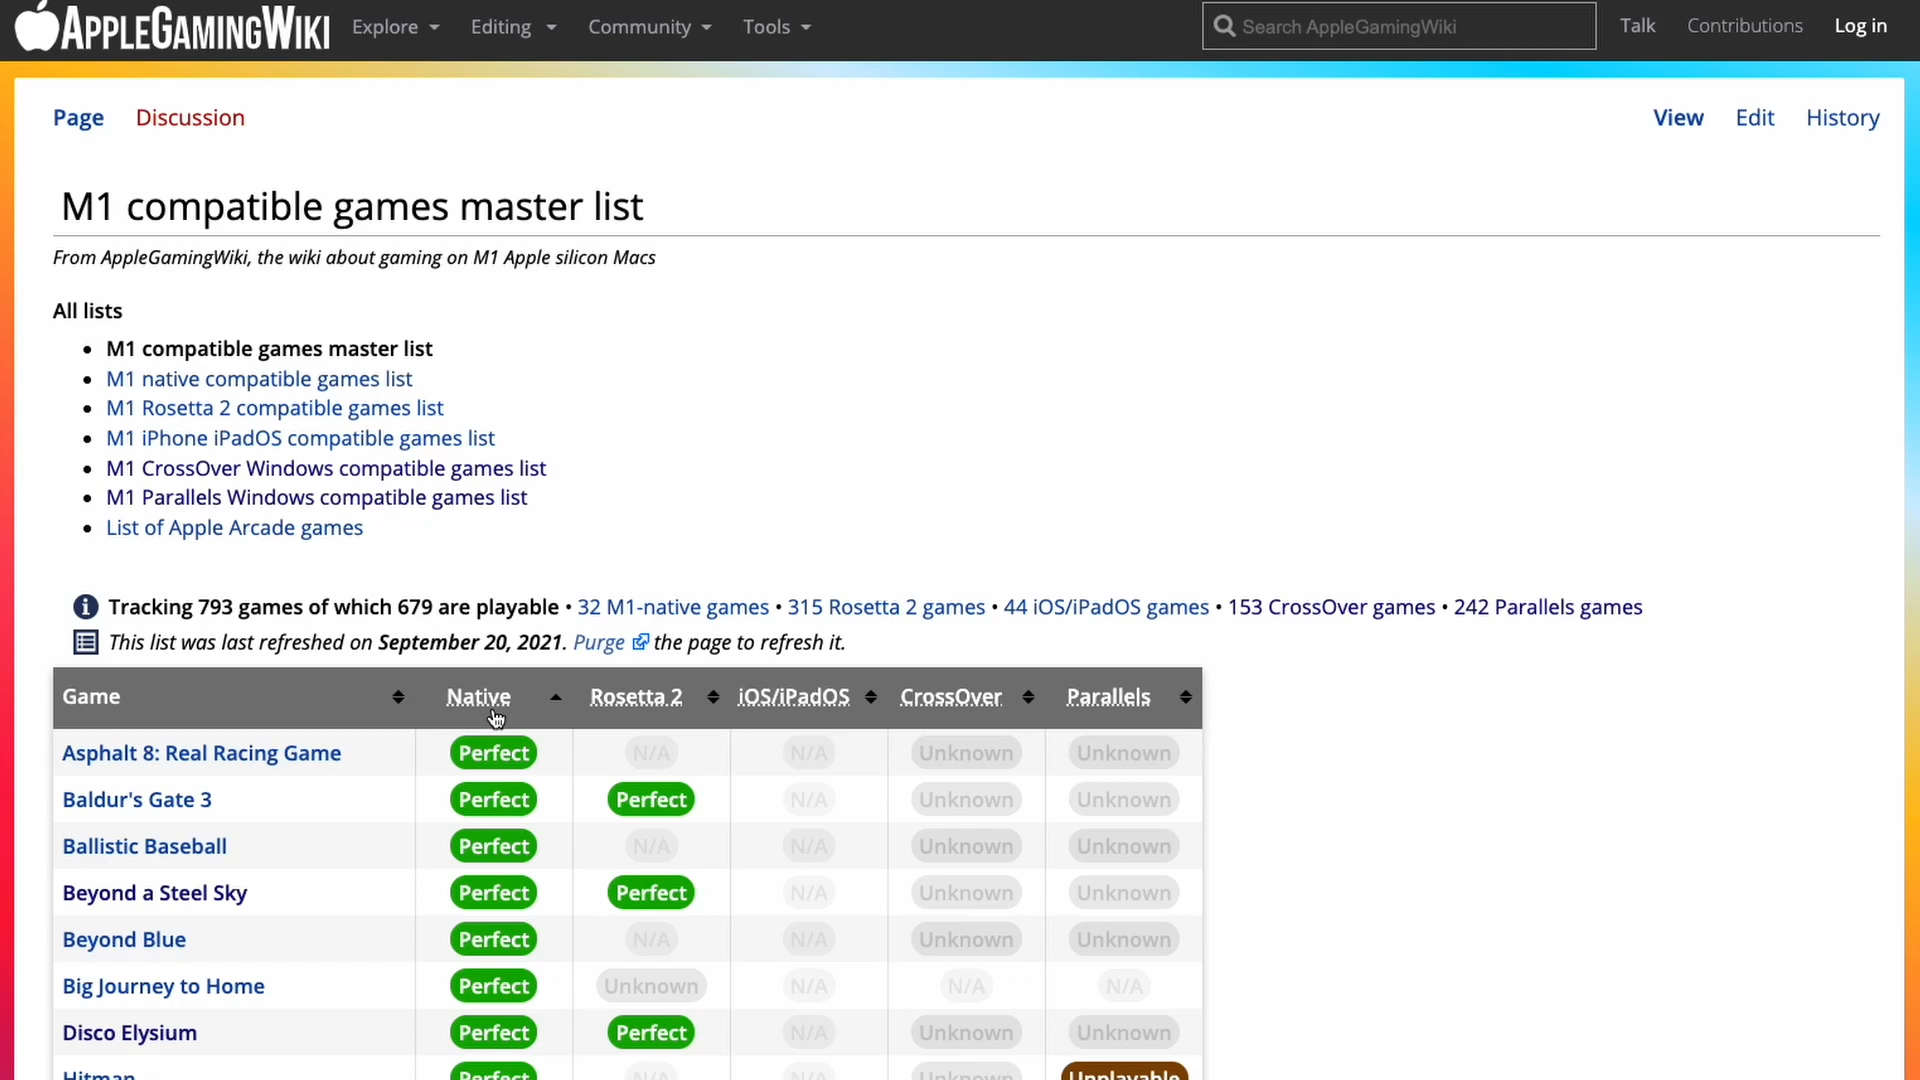 APPLEGAMINGWIKI Explore Editing Community Tools Search AppleGamingWiki Talk Contributions Log in
Page Discussion View Edit History
M1 compatible games master list
From AppleGamingWiki, the wiki about gaming on M1 Apple silicon Macs
All lists
• M1 compatible games master list
• M1 native compatible games list
• M1 Rosetta 2 compatible games list
• M1 iPhone iPadOS compatible games list
• M1 CrossOver Windows compatible games list
• M1 Parallels Windows compatible games list
• List of Apple Arcade games
Tracking 793 games of which 679 are playable • 32 M1-native games • 315 Rosetta 2 games • 44 iOS/iPadOS games • 153 CrossOver games • 242 Parallels games
This list was last refreshed on September 20, 2021. Purge the page to refresh it.
Game Native Rosetta 2 iOS/iPadOS CrossOver Parallels
Asphalt 8: Real Racing Game Perfect N/A N/A Unknown Unknown
Baldur's Gate 3 Perfect Perfect N/A Unknown Unknown
Ballistic Baseball Perfect N/A N/A Unknown Unknown
Beyond a Steel Sky Perfect Perfect N/A Unknown Unknown
Beyond Blue Perfect N/A N/A Unknown Unknown
Big Journey to Home Perfect Unknown N/A N/A N/A
Disco Elysium Perfect Perfect N/A Unknown Unknown
Hitman Perfect N/A N/A Unknown Unplayable